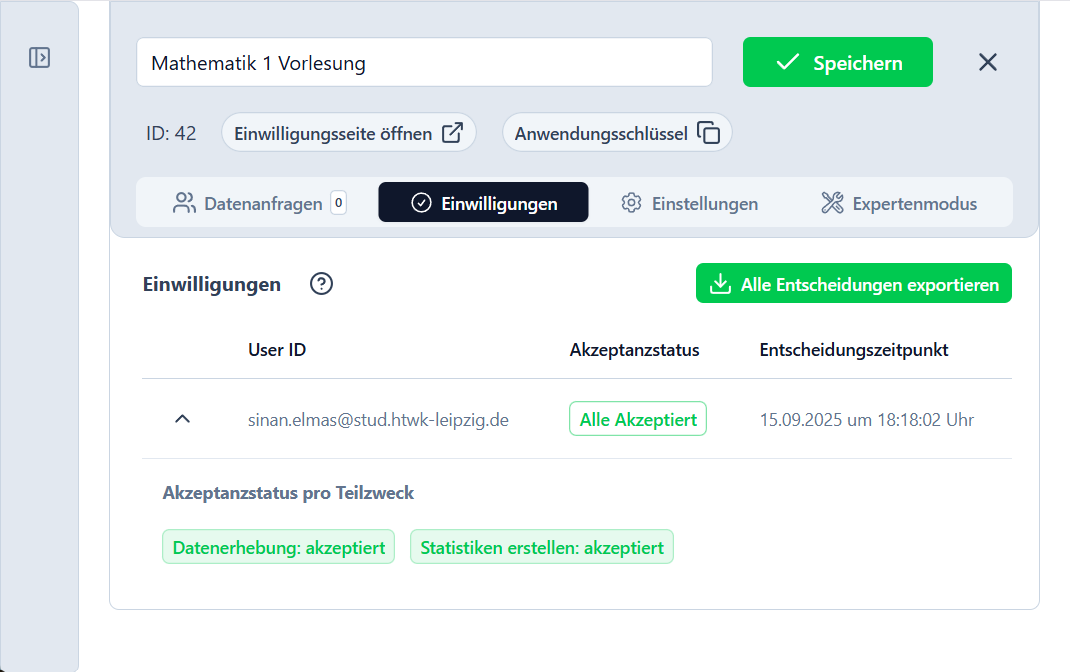 Mathematik 1 Vorlesung
Speichern
ID: 42
Einwilligungsseite öffnen
Anwendungsschlüssel
Datenanfragen 0
Einwilligungen
Einstellungen
Expertenmodus
Einwilligungen
Alle Entscheidungen exportieren
User ID
Akzeptanzstatus
Entscheidungszeitpunkt
sinan.elmas@stud.htwk-leipzig.de
Alle Akzeptiert
15.09.2025 um 18:18:02 Uhr
Akzeptanzstatus pro Teilzweck
Datenerhebung: akzeptiert
Statistiken erstellen: akzeptiert